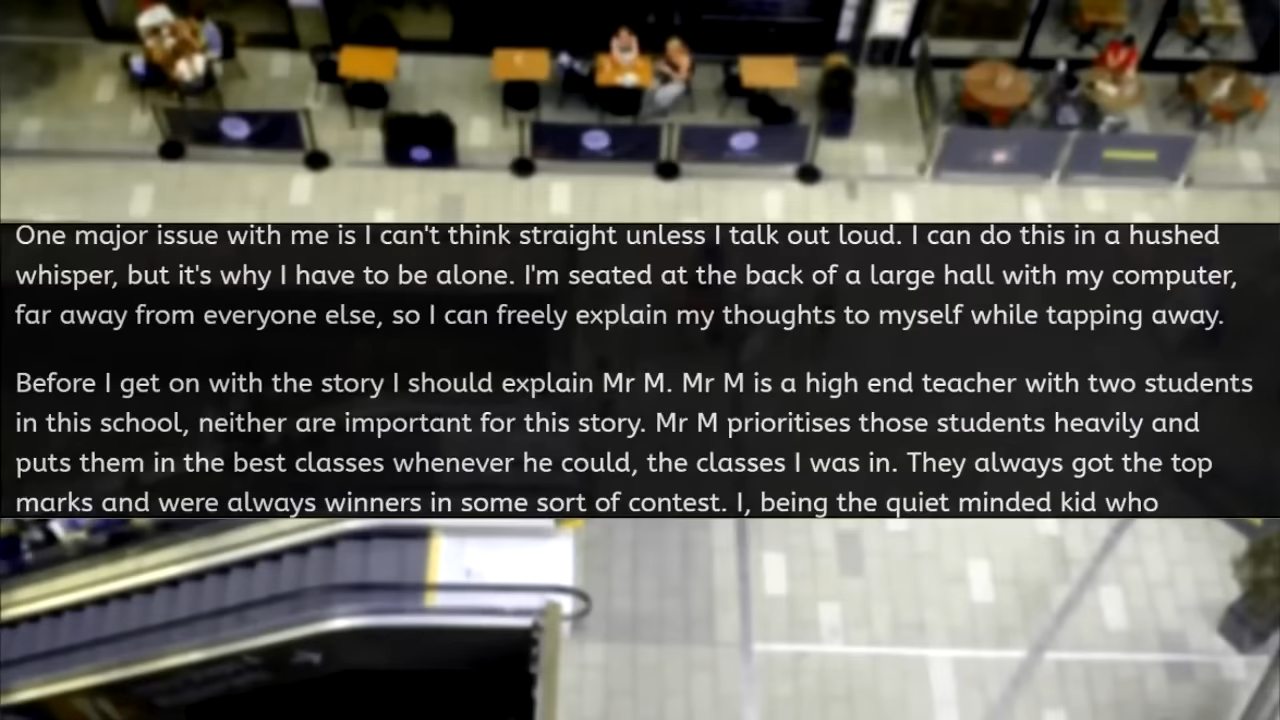 One major issue with me is I can't think straight unless I talk out loud. I can do this in a hushed
whisper, but it's why I have to be alone. I'm seated at the back of a large hall with my computer,
far away from everyone else, so I can freely explain my thoughts to myself while tapping away.
Before I get on with the story I should explain Mr M. Mr M is a high end teacher with two students
in this school, neither are important for this story. Mr M prioritises those students heavily and
puts them in the best classes whenever he could, the classes I was in. They always got the top
marks and were always winners in some sort of contest. I, being the quiet minded kid who